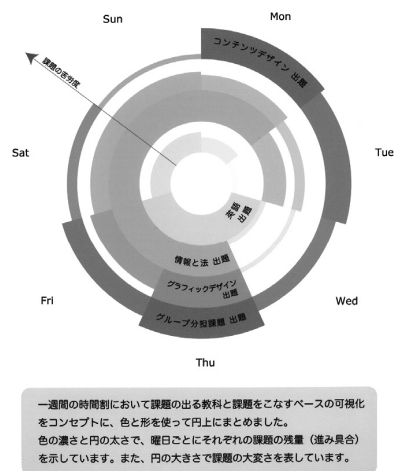 Sun
Mon
コンテンツデザイン 出題
課題の苦労度
Sat
Tue
英語
出題
情報と法 出題
グラフィックデザイン
出題
グループ分担課題 出題
Fri
Wed
Thu
一週間の時間割において課題の出る教科と課題をこなすペースの可視化
をコンセプトに、色と形を使って円上にまとめました。
色の濃さと円の太さで、曜日ごとにそれぞれの課題の残量（進み具合）
を示しています。また、円の大きさで課題の大変さを表しています。